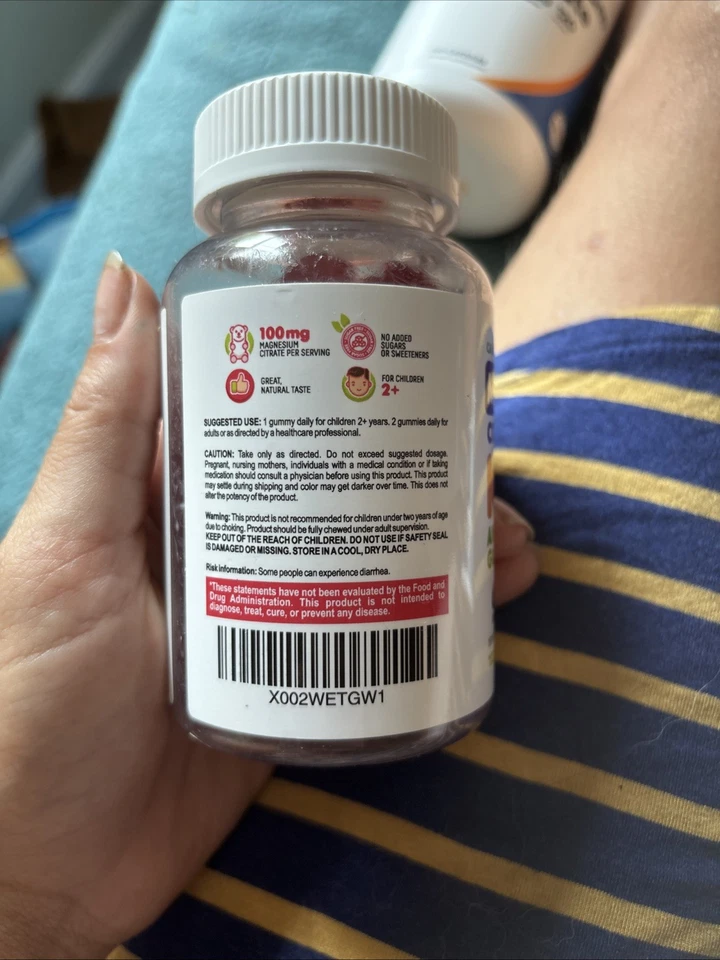 100mg
MAGNESIUM
CITRATE PER SERVING
NO ADDED
SUGARS
OR SWEETENERS
GREAT,
NATURAL TASTE
FOR CHILDREN
2+
SUGGESTED USE: 1 gummy daily for children 2+ years. 2 gummies daily for
adults or as directed by a healthcare professional.
CAUTION: Take only as directed. Do not exceed suggested dosage.
Pregnant, nursing mothers, individuals with a medical condition or if taking
medication should consult a physician before using this product. This product
may settle during shipping and color may get darker over time. This does not
alter the potency of the product.
Warning: This product is not recommended for children under two years of age
due to choking. Product should be fully chewed under adult supervision.
KEEP OUT OF THE REACH OF CHILDREN. DO NOT USE IF SAFETY SEAL
IS DAMAGED OR MISSING. STORE IN A COOL, DRY PLACE.
Risk information: Some people can experience diarrhea.
*These statements have not been evaluated by the Food and
Drug Administration. This product is not intended to
diagnose, treat, cure, or prevent any disease.
X002WETGW1